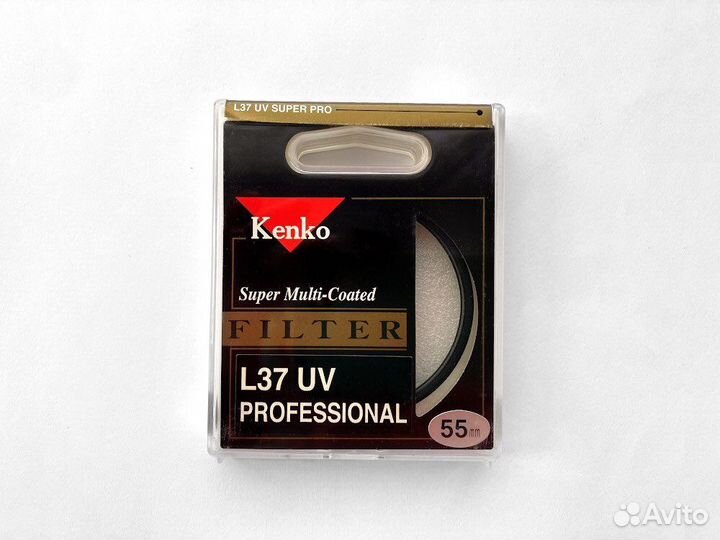 L37 UV SUPER PRO
Kenko
Super Multi-Coated
FILTER
L37 UV
PROFESSIONAL
55mm
Avito